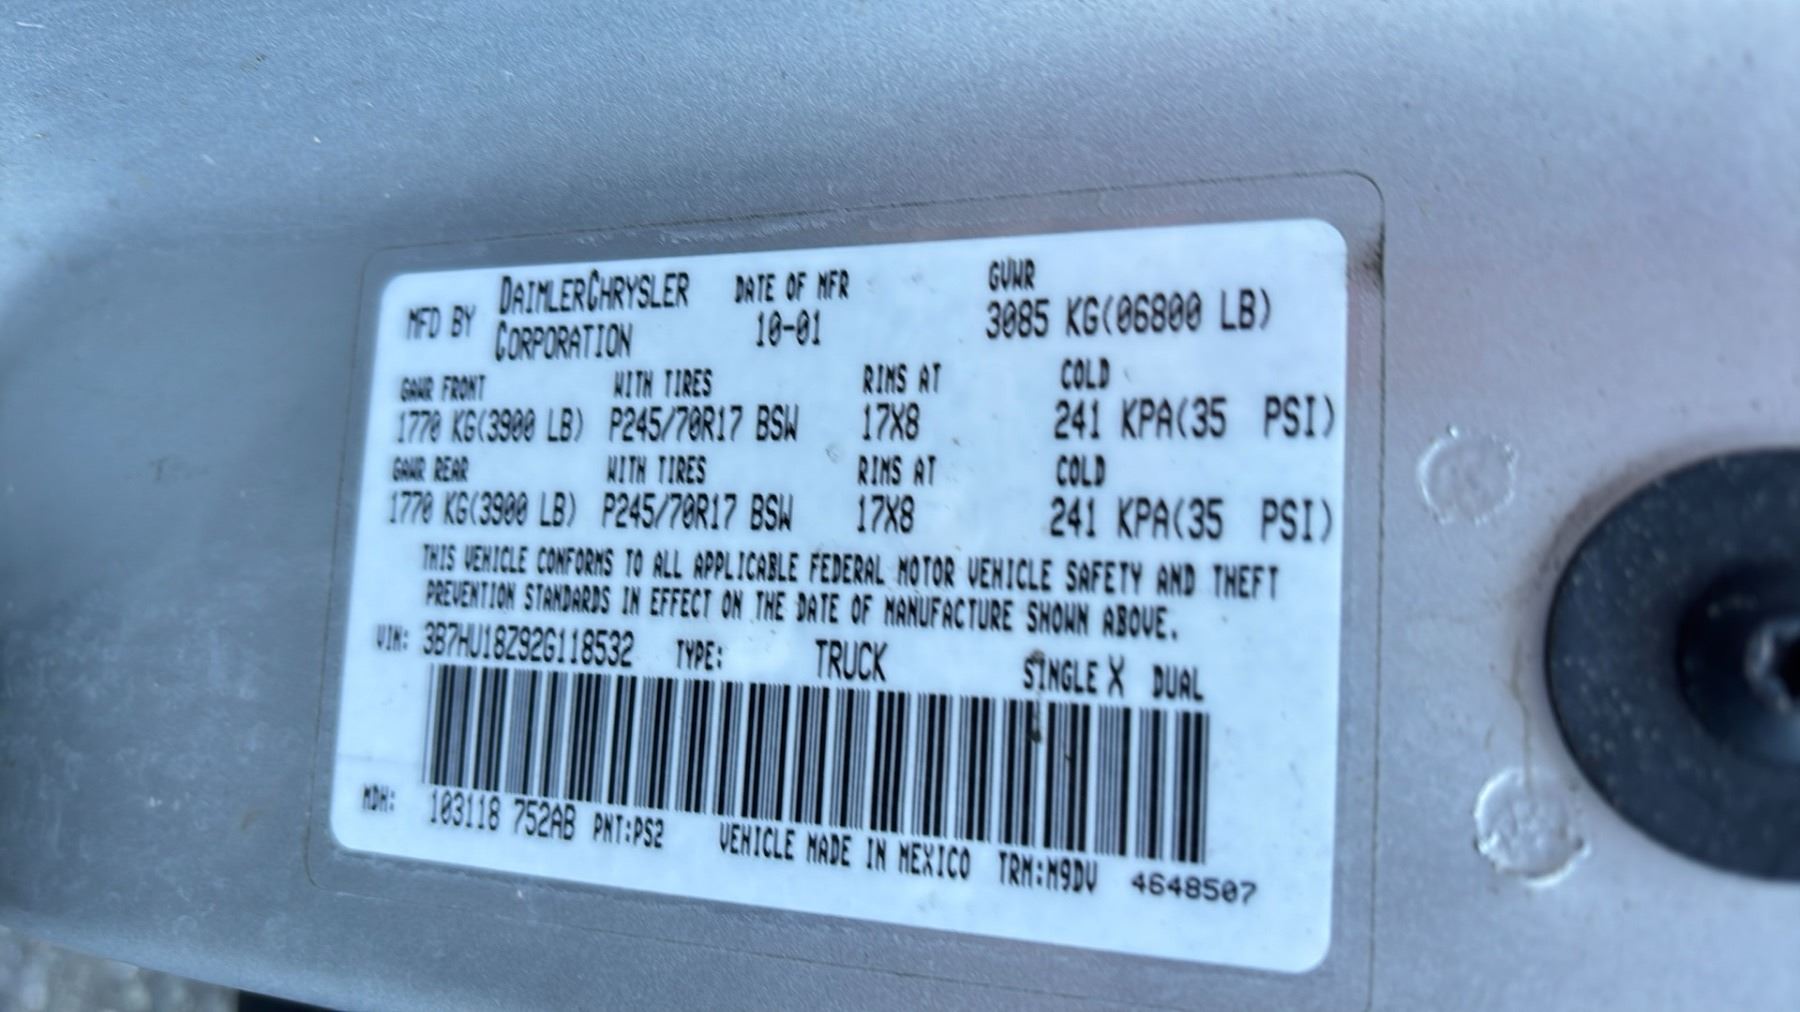 MFD BY DAIMLERCHRYSLER CORPORATION DATE OF MFR 10-01 GVWR 3085 KG(06800 LB)
GAWR FRONT WITH TIRES RIMS AT COLD
1770 KG(3900 LB) P245/70R17 BSW 17X8 241 KPA(35 PSI)
GAWR REAR WITH TIRES RIMS AT COLD
1770 KG(3900 LB) P245/70R17 BSW 17X8 241 KPA(35 PSI)
THIS VEHICLE CONFORMS TO ALL APPLICABLE FEDERAL MOTOR VEHICLE SAFETY AND THEFT
PREVENTION STANDARDS IN EFFECT ON THE DATE OF MANUFACTURE SHOWN ABOVE.
VIN: 3B7HU18Z92G118532 TYPE: TRUCK SINGLE X DUAL
MDH: 103118 752AB PNT:PS2 VEHICLE MADE IN MEXICO TRM:M9DV 4648507